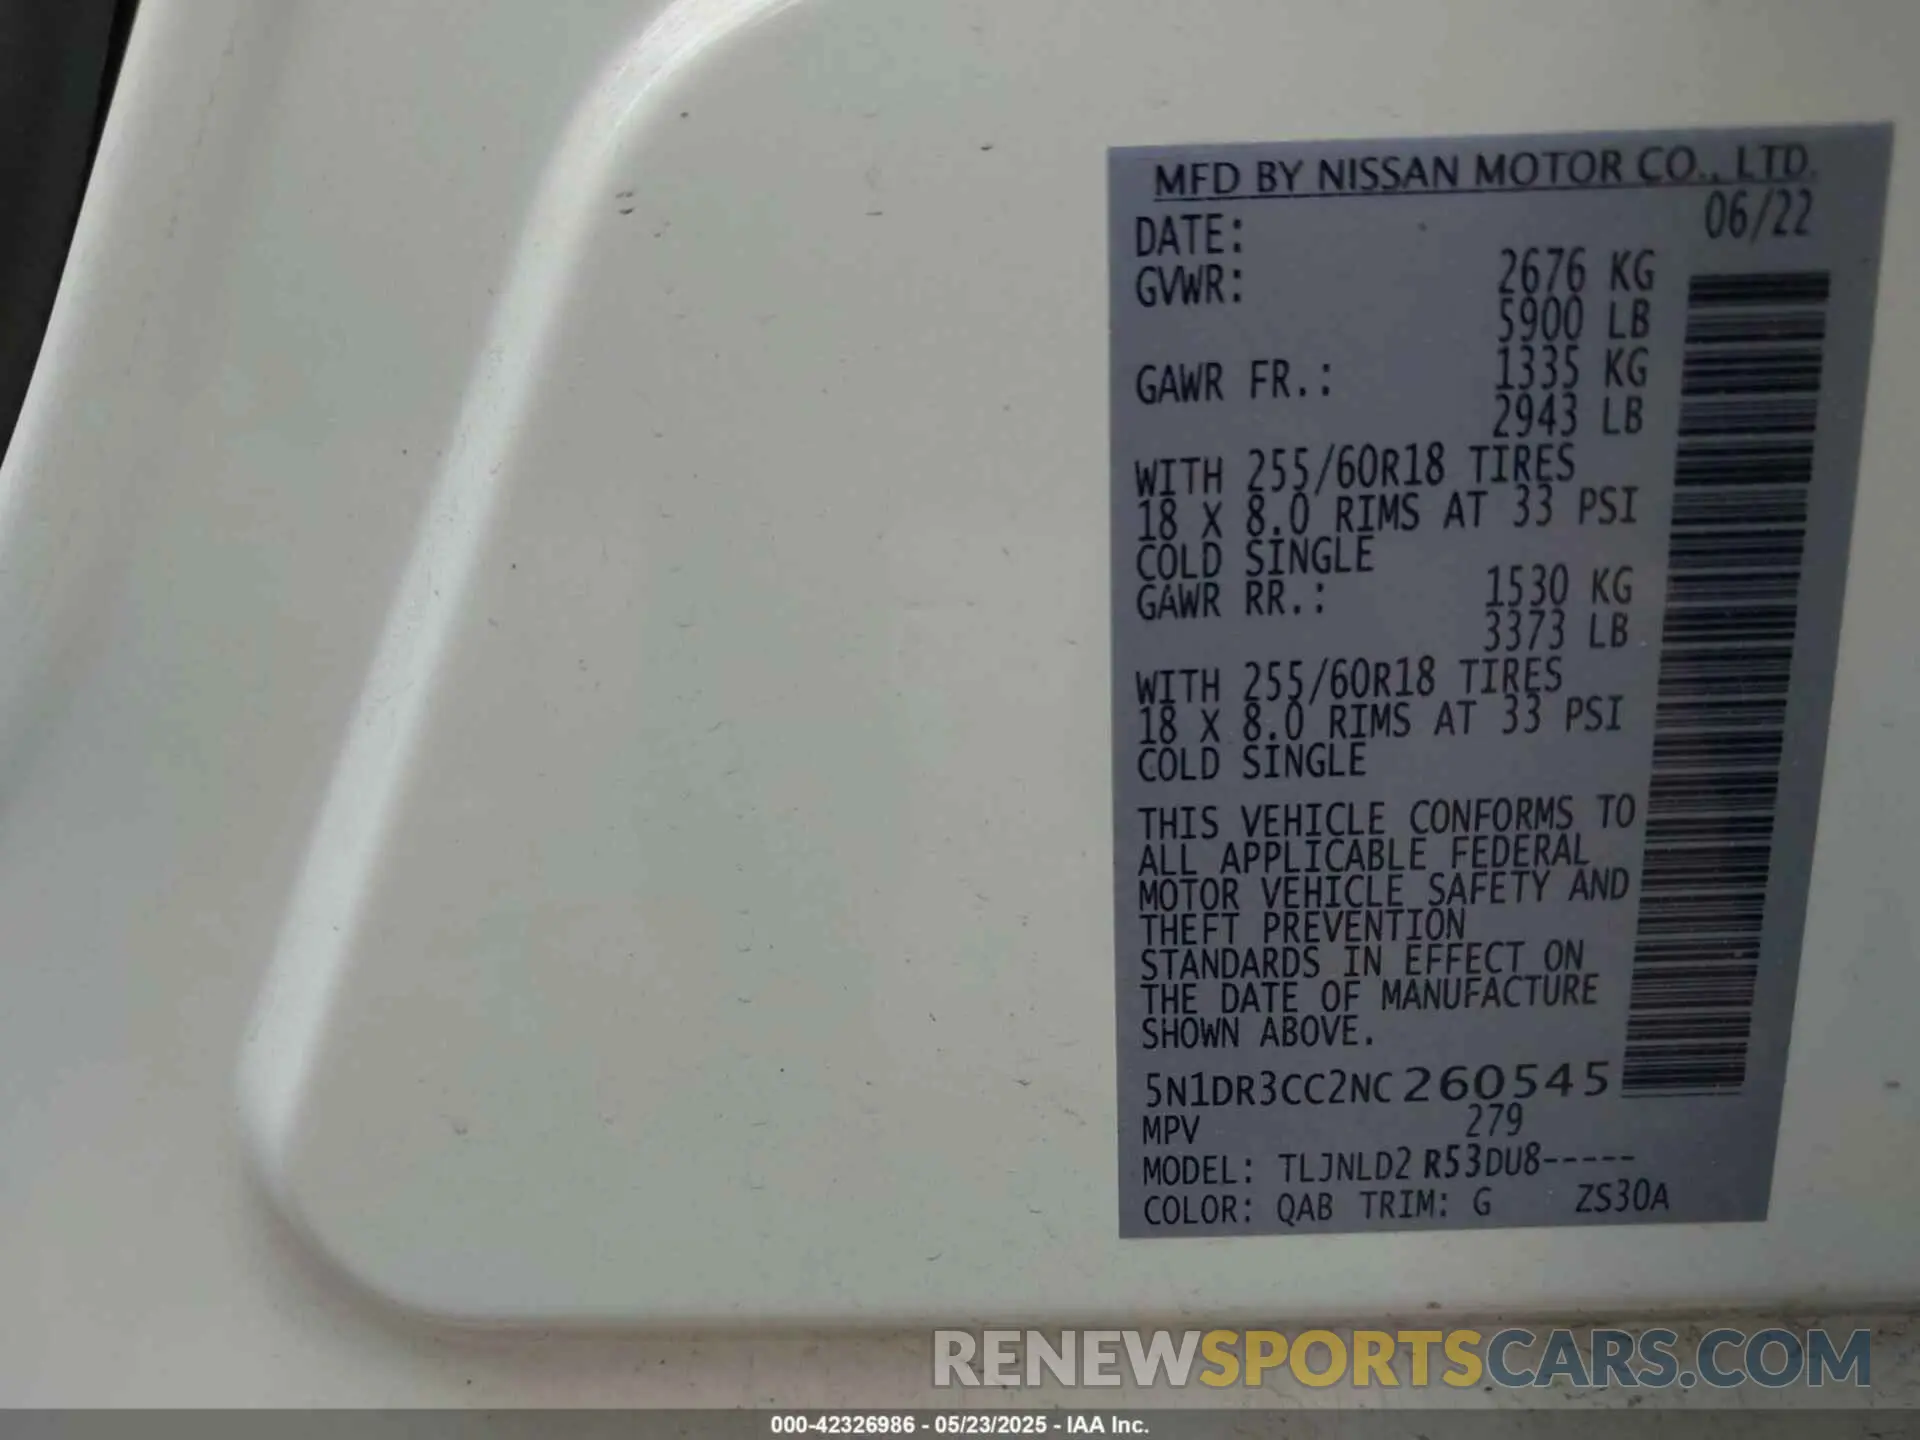 MFD BY NISSAN MOTOR CO., LTD.
DATE: 06/22
GVWR: 2676 KG
5900 LB
GAWR FR.: 1335 KG
2943 LB
WITH 255/60R18 TIRES
18 X 8.0 RIMS AT 33 PSI
COLD SINGLE
GAWR RR.: 1530 KG
3373 LB
WITH 255/60R18 TIRES
18 X 8.0 RIMS AT 33 PSI
COLD SINGLE
THIS VEHICLE CONFORMS TO
ALL APPLICABLE FEDERAL
MOTOR VEHICLE SAFETY AND
THEFT PREVENTION
STANDARDS IN EFFECT ON
THE DATE OF MANUFACTURE
SHOWN ABOVE.
5N1DR3CC2NC260545
MPV 279
MODEL: TLJNLD2 R53DU8-----
COLOR: QAB TRIM: G ZS30A
RENEWSPORTSCARS.COM
000-42326986 - 05/23/2025 - IAA Inc.